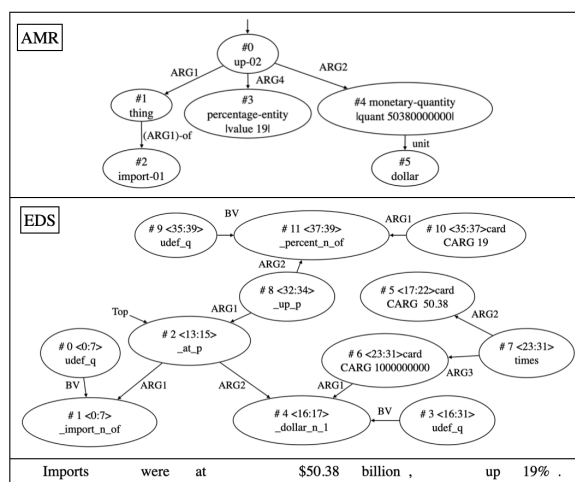 AMR
#0
up-02
ARG1
ARG4
ARG2
#1
thing
#3
percentage-entity
|value 19|
#4 monetary-quantity
|quant 50380000000|
(ARG1)-of
unit
#2
import-01
#5
dollar
EDS
# 9 <35:39>
udef_q
BV
# 11 <37:39>
_percent_n_of
ARG1
# 10 <35:37>card
CARG 19
ARG2
# 8 <32:34>
_up_p
# 5 <17:22>card
CARG 50.38
Top
ARG1
ARG2
# 2 <13:15>
_at_p
# 0 <0:7>
udef_q
# 6 <23:31>card
CARG 1000000000
# 7 <23:31>
times
ARG3
BV
ARG1
ARG2
ARG1
# 1 <0:7>
_import_n_of
# 4 <16:17>
_dollar_n_1
BV
# 3 <16:31>
udef_q
Imports were at $50.38 billion , up 19% .